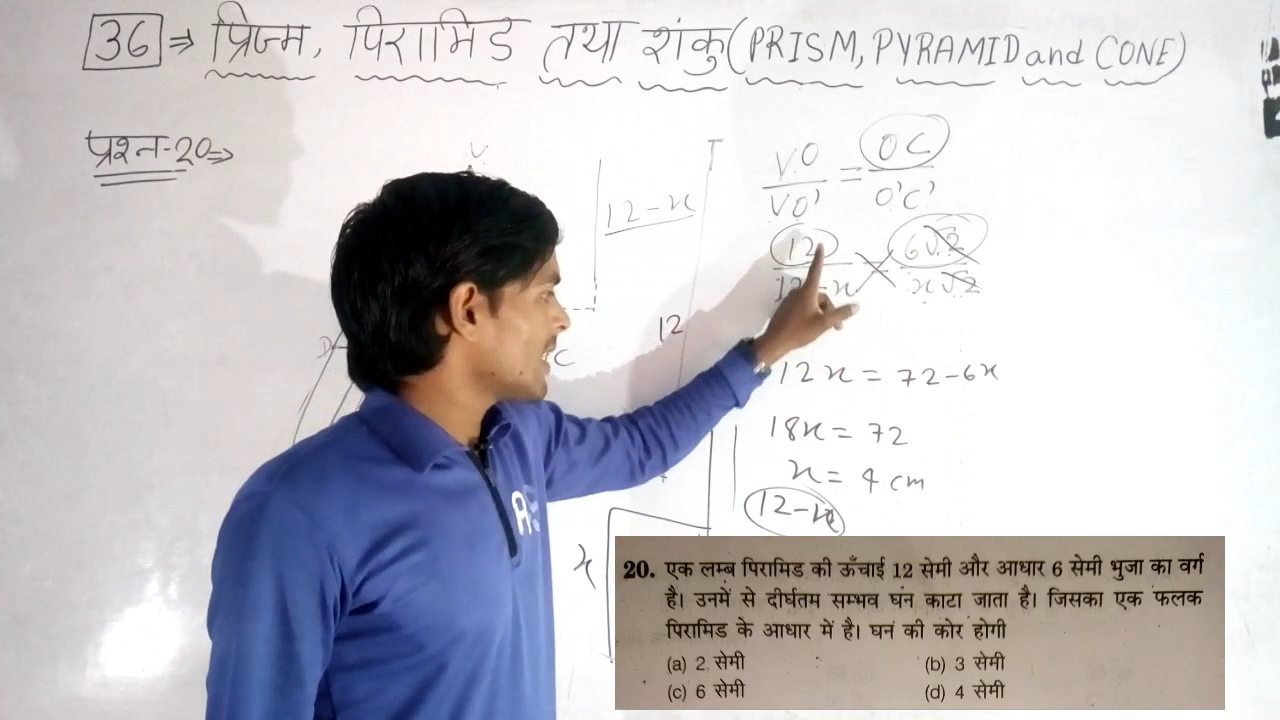 36 ⇒ प्रिज्म, पिरामिड तथा शंकु (PRISM, PYRAMID and CONE)
प्रश्न-20⇒
V
12-x
12
D
C
x
VO/VO' = OC/O'C'
12/12-x = 6√2/x√2
12x = 72-6x
18x = 72
x = 4 cm
12-x
20. एक लम्ब पिरामिड की ऊँचाई 12 सेमी और आधार 6 सेमी भुजा का वर्ग
है। उनमें से दीर्घतम सम्भव घन काटा जाता है। जिसका एक फलक
पिरामिड के आधार में है। घन की कोर होगी
(a) 2 सेमी (b) 3 सेमी
(c) 6 सेमी (d) 4 सेमी